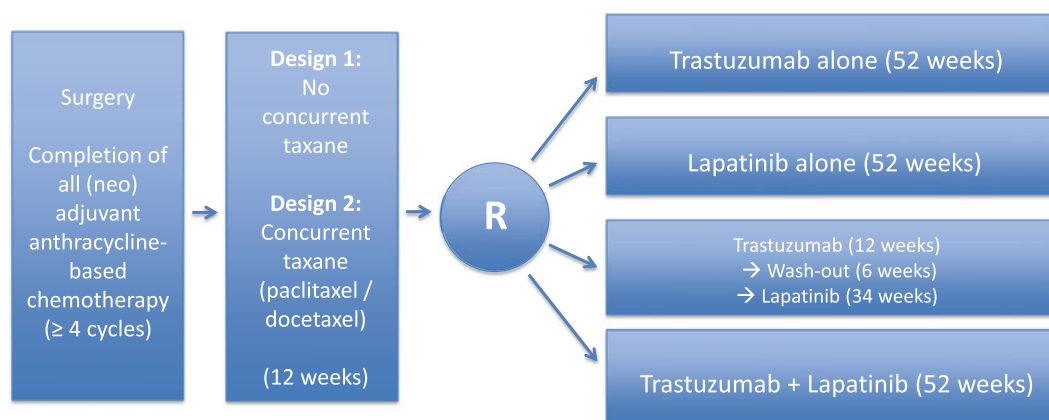 Surgery
Completion of
all (neo)
adjuvant
anthracycline-
based
chemotherapy
(≥ 4 cycles)
Design 1:
No
concurrent
taxane
Design 2:
Concurrent
taxane
(paclitaxel /
docetaxel)
(12 weeks)
R
Trastuzumab alone (52 weeks)
Lapatinib alone (52 weeks)
Trastuzumab (12 weeks)
→ Wash-out (6 weeks)
→ Lapatinib (34 weeks)
Trastuzumab + Lapatinib (52 weeks)